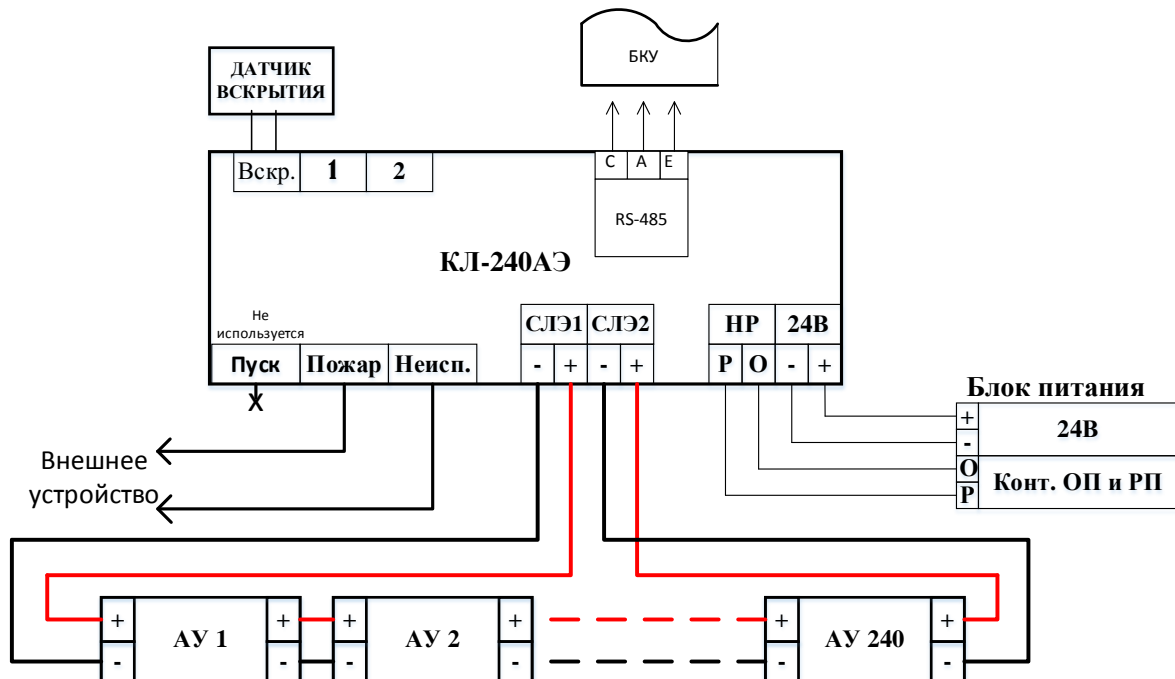 БКУ
ДАТЧИК
ВСКРЫТИЯ
Вскр. 1 2
C A E
RS-485
КЛ-240АЭ
Не
используется
СЛЭ1 СЛЭ2
НР 24В
Пуск Пожар Неисп.
- + - +
Р О - +
X
Блок питания
+ 24В
-
О Конт. ОП и РП
Р
Внешнее
устройство
+ + + + + +
АУ 1 АУ 2 АУ 240
- - - - - -